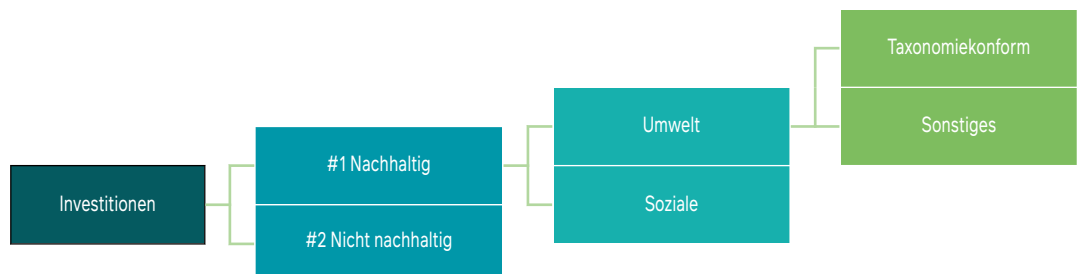 Investitionen
#1 Nachhaltig
#2 Nicht nachhaltig
Umwelt
Soziale
Taxonomiekonform
Sonstiges